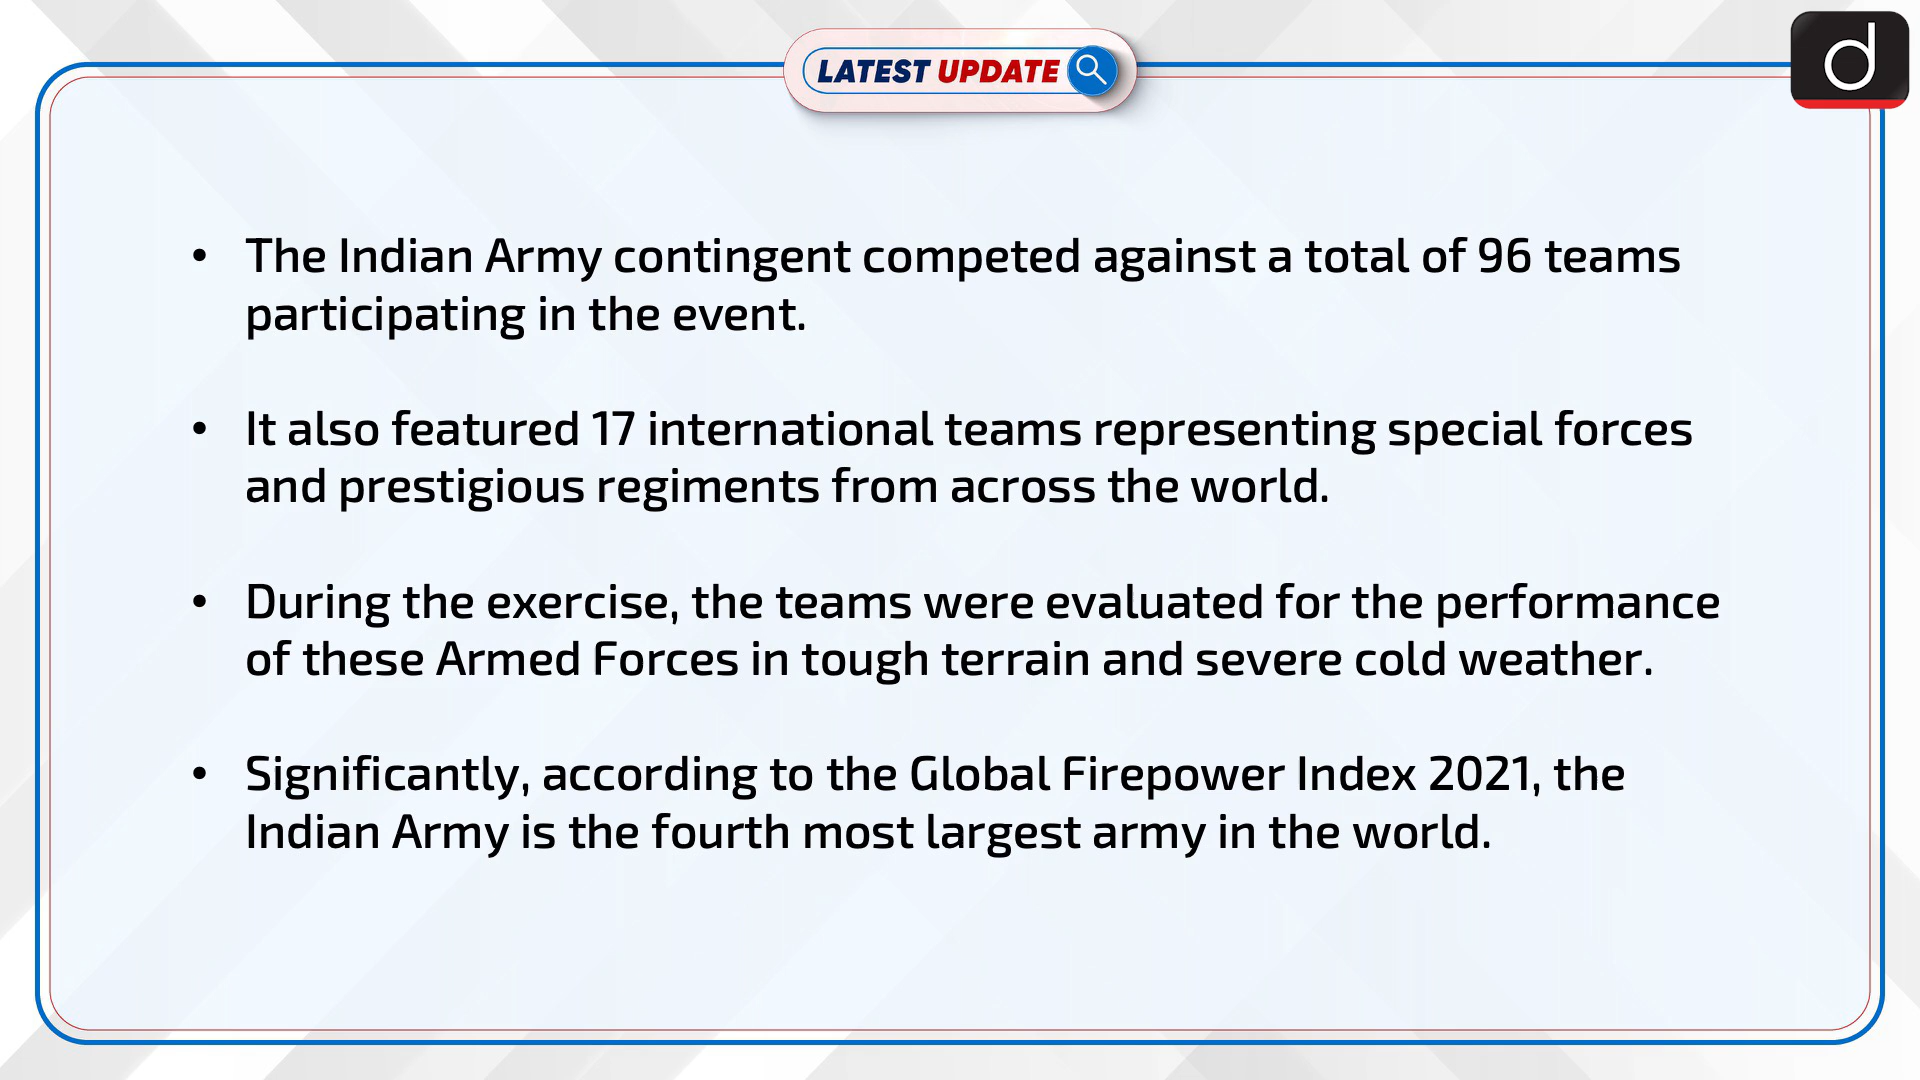 LATEST UPDATE
d
• The Indian Army contingent competed against a total of 96 teams
participating in the event.
• It also featured 17 international teams representing special forces
and prestigious regiments from across the world.
• During the exercise, the teams were evaluated for the performance
of these Armed Forces in tough terrain and severe cold weather.
• Significantly, according to the Global Firepower Index 2021, the
Indian Army is the fourth most largest army in the world.